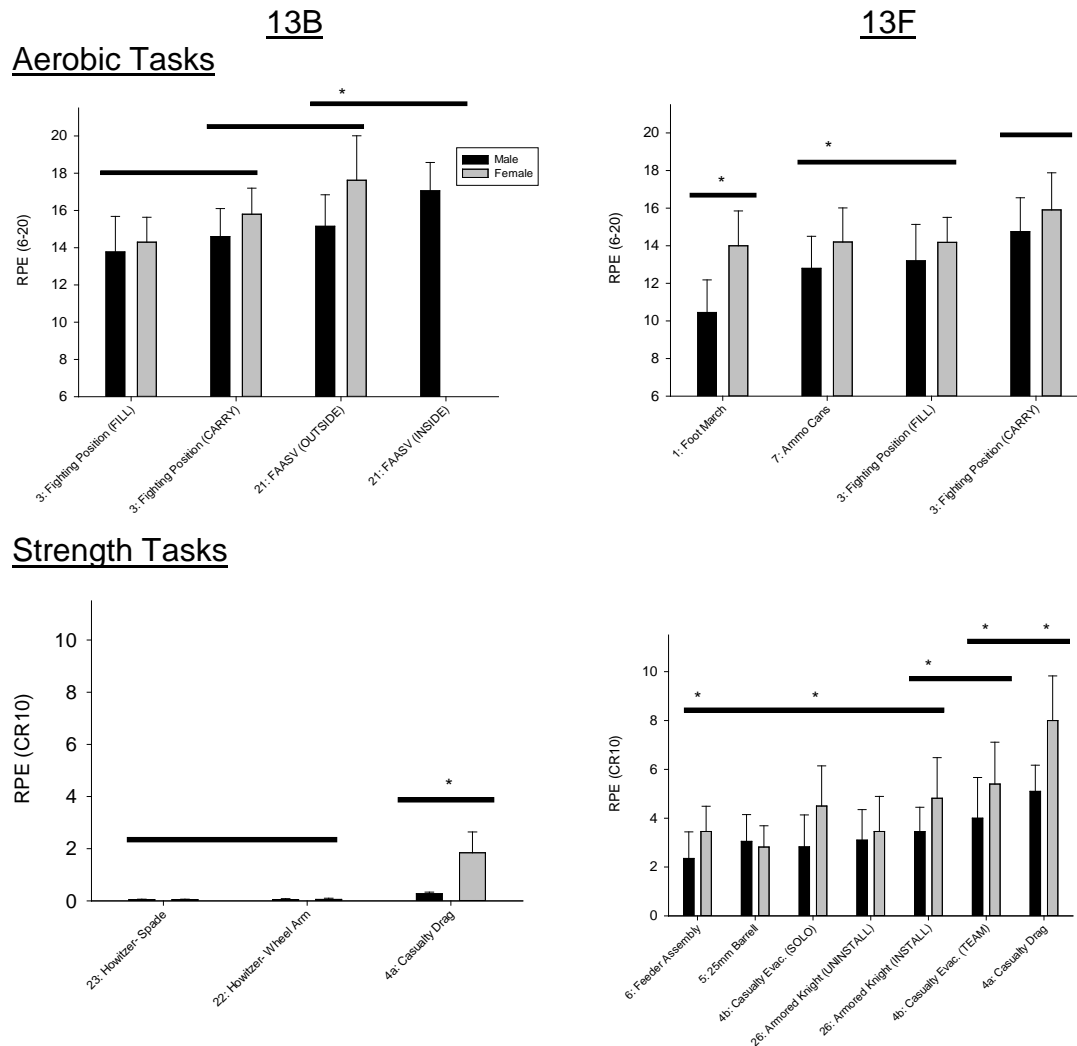 13B
13F
Aerobic Tasks
*
20
18
16
14
12
10
8
6
RPE (6-20)
Male
Female
3: Fighting Position (FILL)
3: Fighting Position (CARRY)
21: FAASV (OUTSIDE)
21: FAASV (INSIDE)
*
*
20
18
16
14
12
10
8
6
RPE (6-20)
1: Foot March
7: Ammo Cans
3: Fighting Position (FILL)
3: Fighting Position (CARRY)
Strength Tasks
*
10
8
6
4
2
0
RPE (CR10)
23: Howitzer- Spade
22: Howitzer- Wheel Arm
4a: Casualty Drag
* *
*
* *
10
8
6
4
2
0
RPE (CR10)
6: Feeder Assembly
5: 25mm Barrell
4b: Casualty Evac. (SOLO)
26: Armored Knight (UNINSTALL)
26: Armored Knight (INSTALL)
4b: Casualty Evac. (TEAM)
4a: Casualty Drag